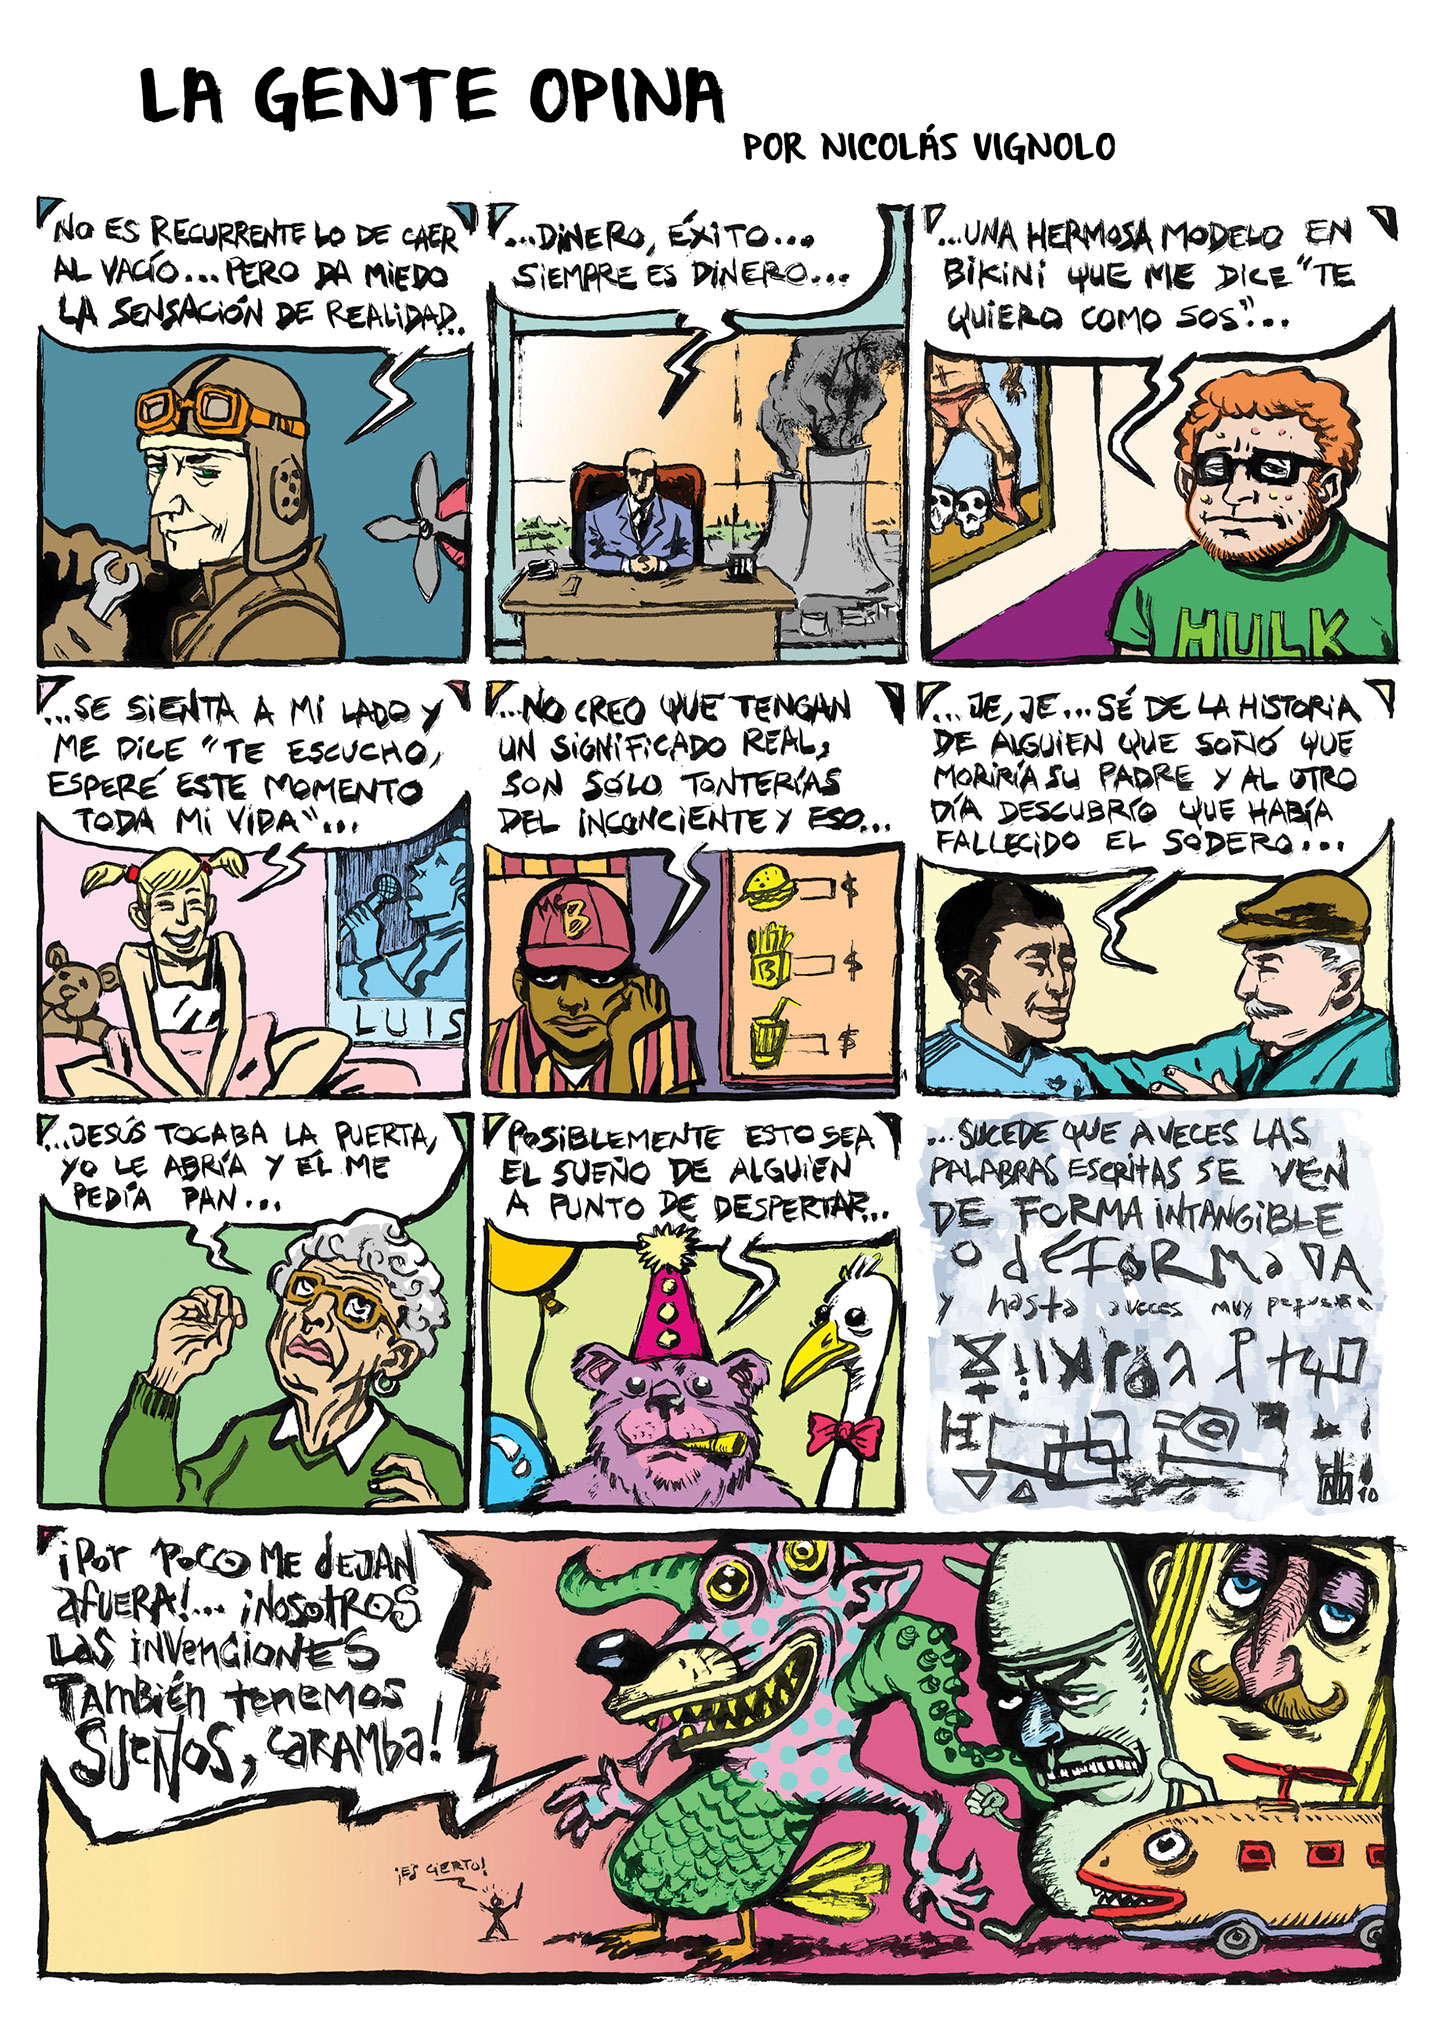 LA GENTE OPINA
POR NICOLÁS VIGNOLO
NO ES RECURRENTE LO DE CAER
AL VACÍO... PERO DA MIEDO
LA SENSACIÓN DE REALIDAD...
...DINERO, ÉXITO...
SIEMPRE ES DINERO...
...UNA HERMOSA MODELO EN
BIKINI QUE ME DICE "TE
QUIERO COMO SOS"...
HULK
...SE SIENTA A MI LADO Y
ME DICE "TE ESCUCHO,
ESPERÉ ESTE MOMENTO
TODA MI VIDA"...
LUIS
...NO CREO QUE TENGAN
UN SIGNIFICADO REAL,
SON SÓLO TONTERÍAS
DEL INCONCIENTE Y ESO...
MC
B
$
B $
$
...JE, JE... SÉ DE LA HISTORIA
DE ALGUIEN QUE SOÑÓ QUE
MORIRÍA SU PADRE Y AL OTRO
DÍA DESCUBRÍO QUE HABÍA
FALLECIDO EL SODERO...
...JESÚS TOCABA LA PUERTA,
YO LE ABRÍA Y ÉL ME
PEDÍA PAN...
POSIBLEMENTE ESTO SEA
EL SUEÑO DE ALGUIEN
A PUNTO DE DESPERTAR...
...SUCEDE QUE A VECES LAS
PALABRAS ESCRITAS SE VEN
DE FORMA INTANGIBLE
O dÉFORMADA
y hasta a veces muy pequeña
10
¡POR POCO ME DEJAN
AFUERA!... ¡NOSOTROS
LAS INVENCIONES
TAMBIÉN TENEMOS
SUEÑOS, CARAMBA!
¡ES CIERTO!